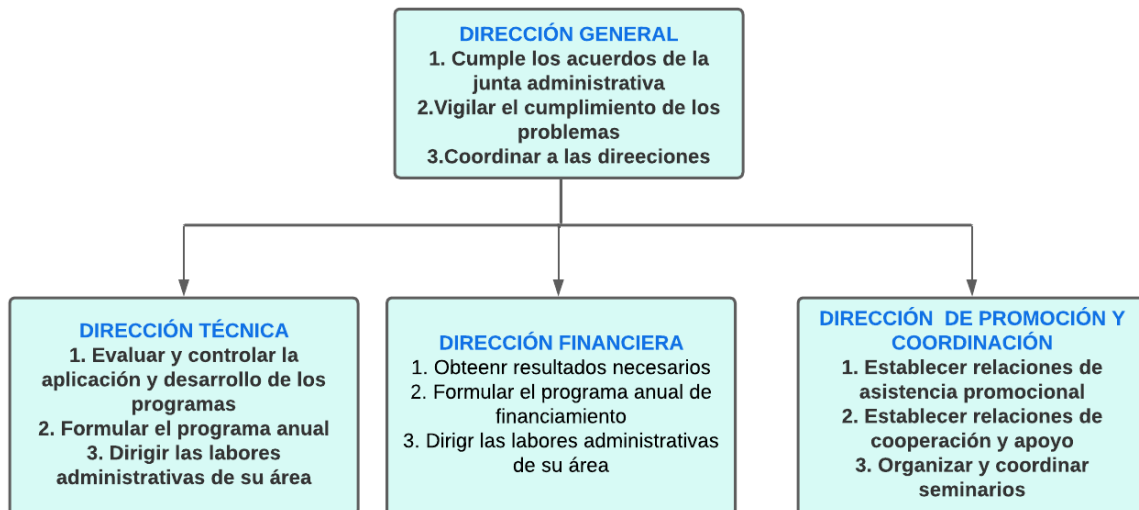 DIRECCIÓN GENERAL
1. Cumple los acuerdos de la
junta administrativa
2.Vigilar el cumplimiento de los
problemas
3.Coordinar a las direeciones
DIRECCIÓN TÉCNICA
1. Evaluar y controlar la
aplicación y desarrollo de los
programas
2. Formular el programa anual
3. Dirigir las labores
administrativas de su área
DIRECCIÓN FINANCIERA
1. Obteenr resultados necesarios
2. Formular el programa anual de
financiamiento
3. Dirigr las labores administrativas
de su área
DIRECCIÓN  DE PROMOCIÓN Y
COORDINACIÓN
1. Establecer relaciones de
asistencia promocional
2. Establecer relaciones de
cooperación y apoyo
3. Organizar y coordinar
seminarios